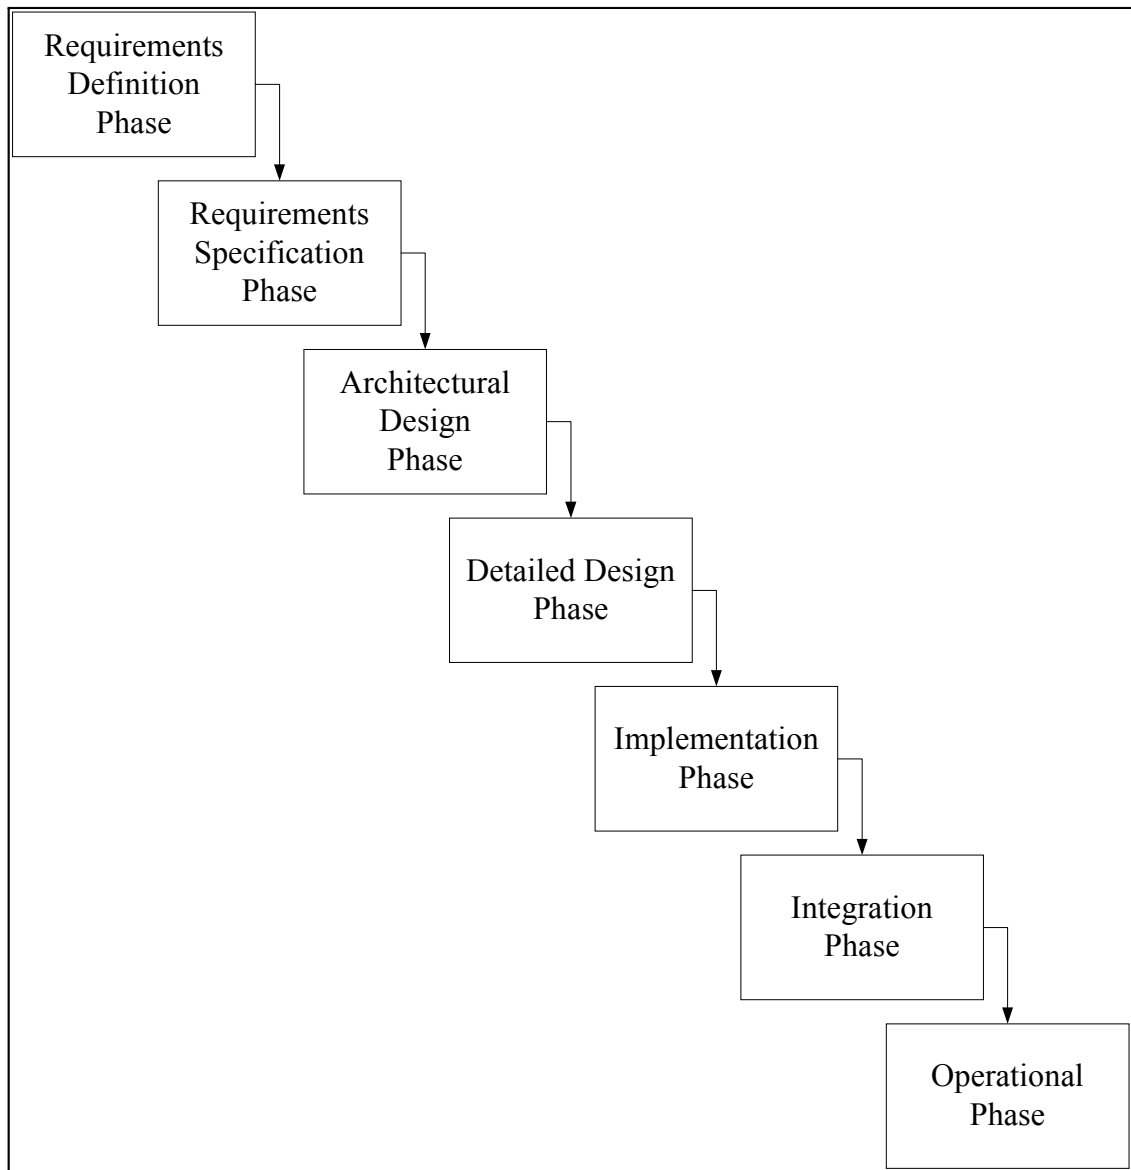 Requirements
Definition
Phase
Requirements
Specification
Phase
Architectural
Design
Phase
Detailed Design
Phase
Implementation
Phase
Integration
Phase
Operational
Phase